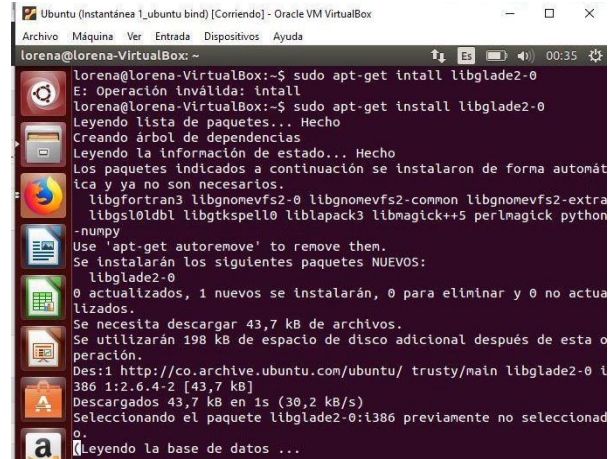 Ubuntu (Instantánea 1_ubuntu bind) [Corriendo] - Oracle VM VirtualBox
Archivo Máquina Ver Entrada Dispositivos Ayuda
lorena@lorena-VirtualBox: ~ Es 00:35
lorena@lorena-VirtualBox:~$ sudo apt-get intall libglade2-0
E: Operación inválida: intall
lorena@lorena-VirtualBox:~$ sudo apt-get install libglade2-0
Leyendo lista de paquetes... Hecho
Creando árbol de dependencias
Leyendo la información de estado... Hecho
Los paquetes indicados a continuación se instalaron de forma automát
ica y ya no son necesarios.
libgfortran3 libgnomevfs2-0 libgnomevfs2-common libgnomevfs2-extra
libgsl0ldbl libgtkspell0 liblapack3 libmagick++5 perlmagick python
-numpy
Use 'apt-get autoremove' to remove them.
Se instalarán los siguientes paquetes NUEVOS:
libglade2-0
0 actualizados, 1 nuevos se instalarán, 0 para eliminar y 0 no actua
lizados.
Se necesita descargar 43,7 kB de archivos.
Se utilizarán 198 kB de espacio de disco adicional después de esta o
peración.
Des:1 http://co.archive.ubuntu.com/ubuntu/ trusty/main libglade2-0 i
386 1:2.6.4-2 [43,7 kB]
Descargados 43,7 kB en 1s (30,2 kB/s)
Seleccionando el paquete libglade2-0:i386 previamente no seleccionad
o.
(Leyendo la base de datos ...